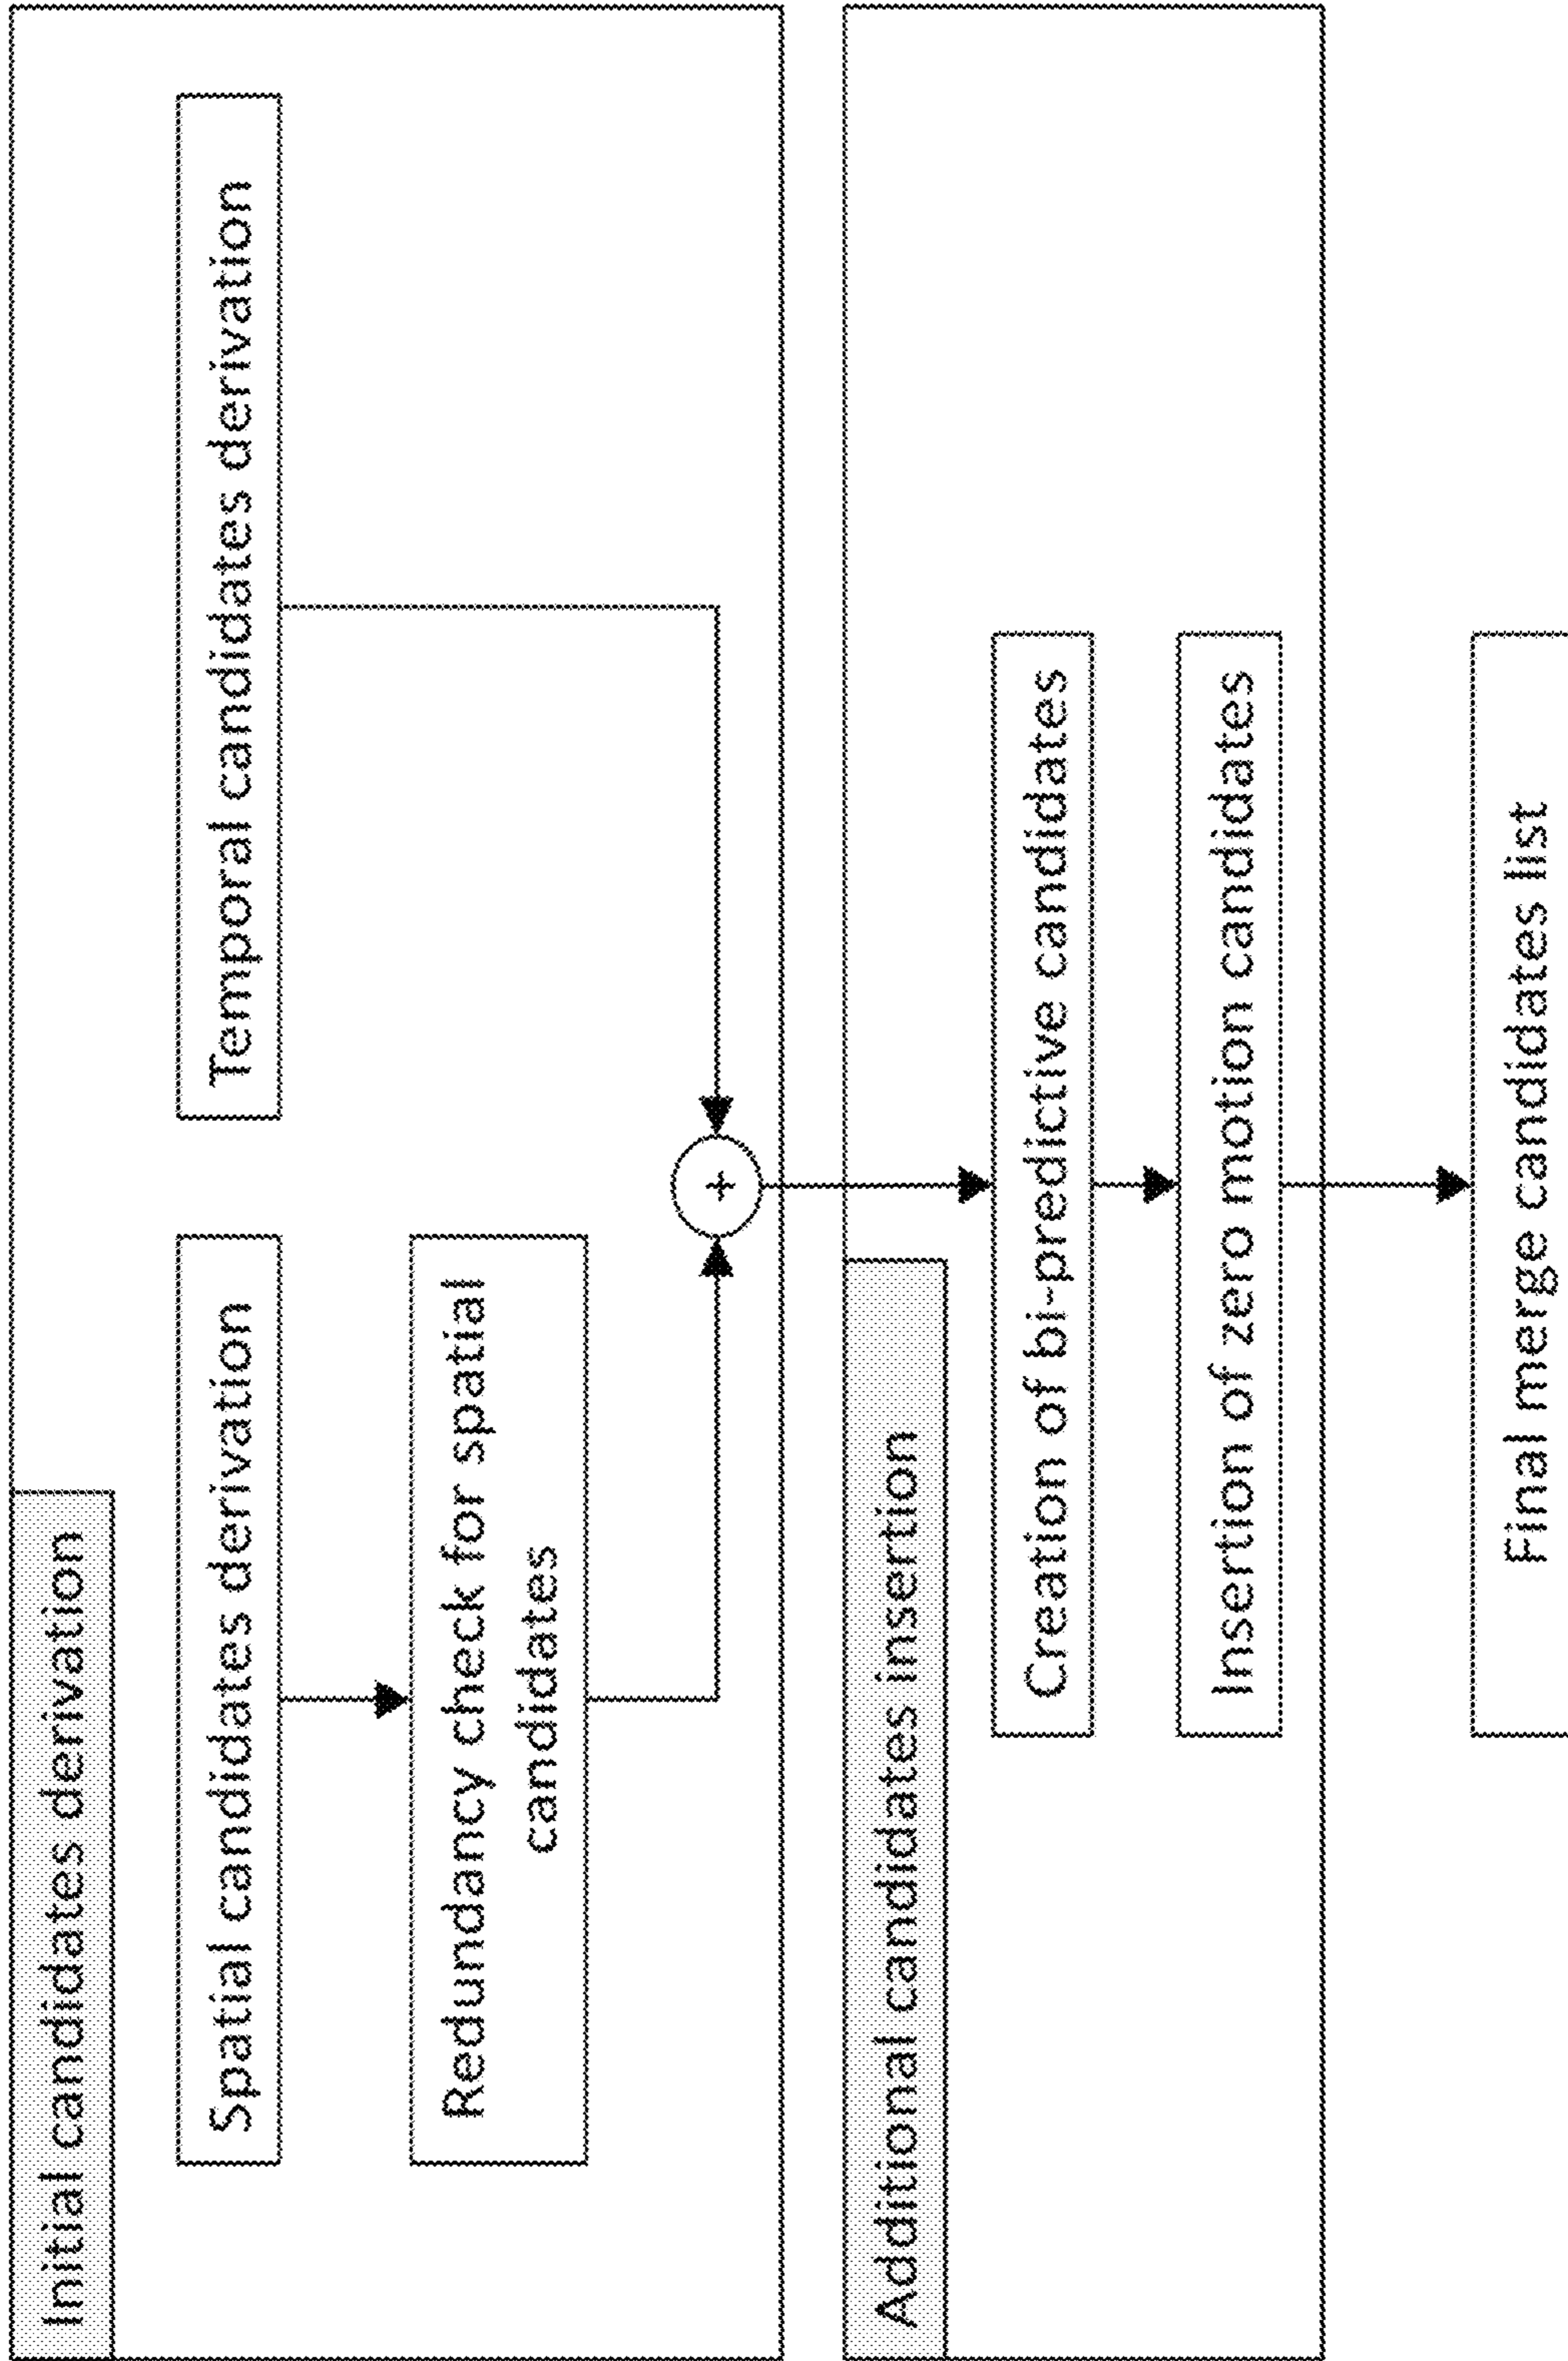 Initial candidates derivation
Spatial candidates derivation
Temporal candidates derivation
Redundancy check for spatial
candidates
+
Additional candidates insertion
Creation of bi-predictive candidates
Insertion of zero motion candidates
Final merge candidates list